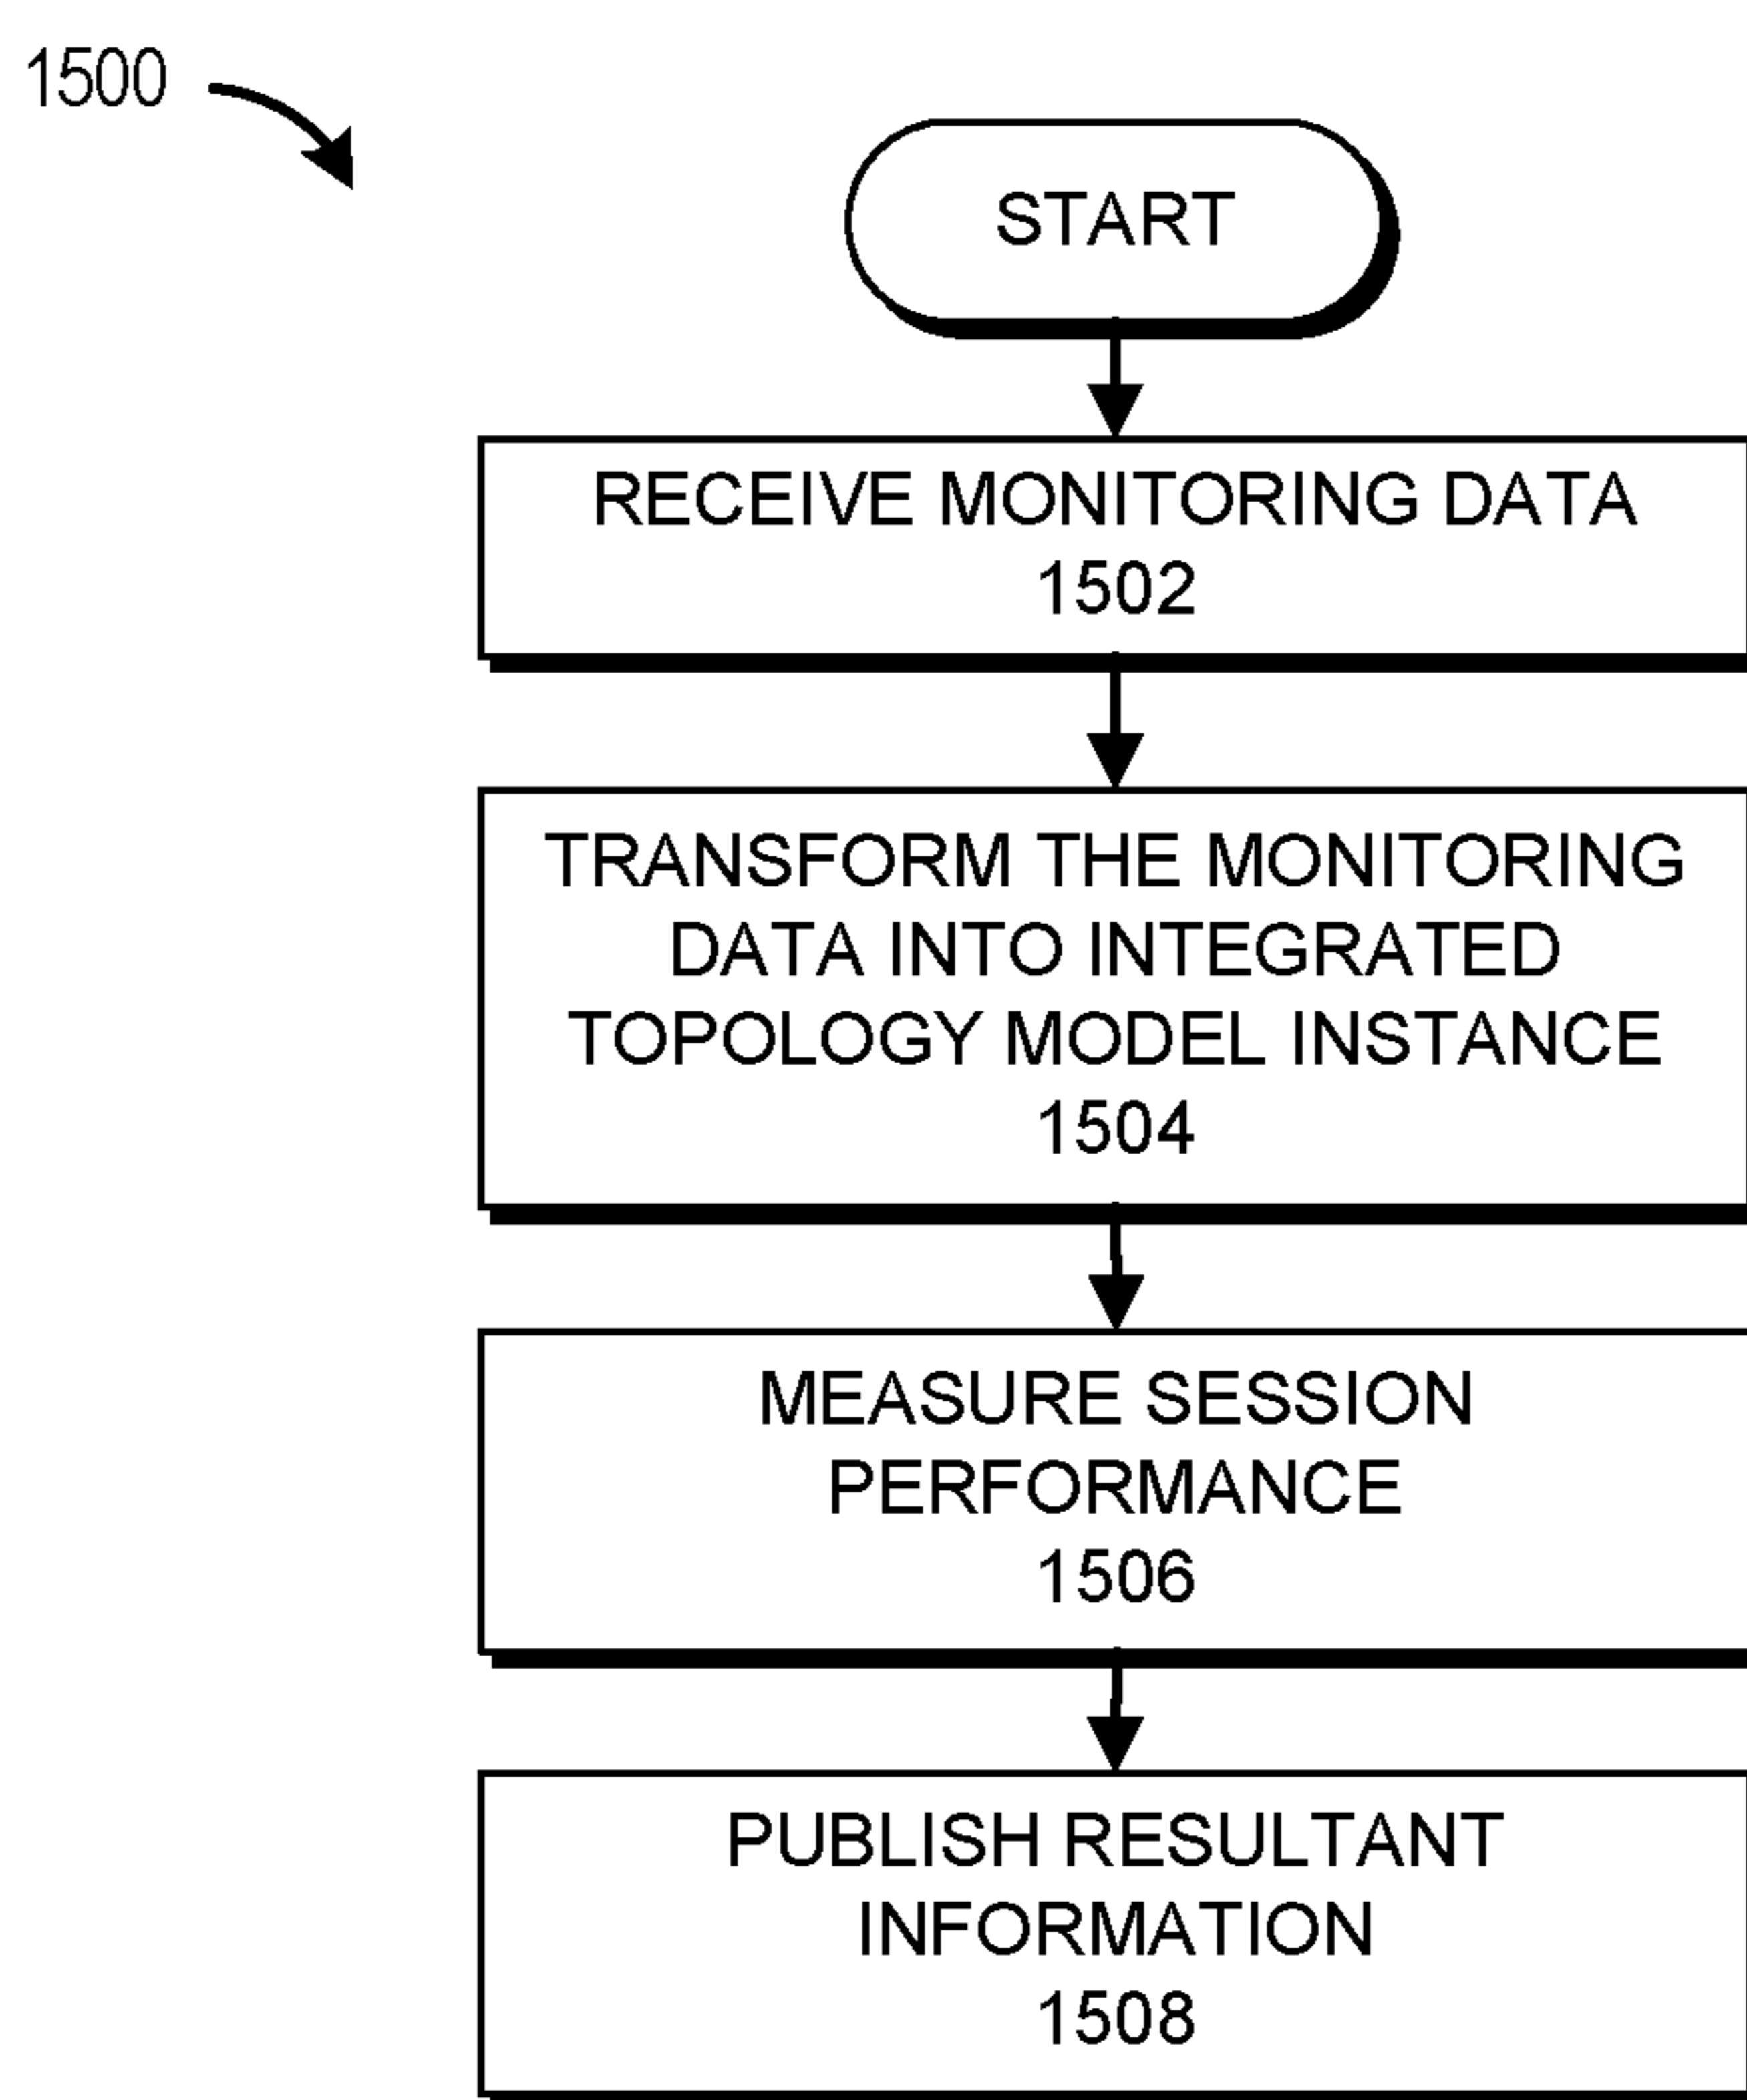 1500
START
RECEIVE MONITORING DATA
1502
TRANSFORM THE MONITORING
DATA INTO INTEGRATED
TOPOLOGY MODEL INSTANCE
1504
MEASURE SESSION
PERFORMANCE
1506
PUBLISH RESULTANT
INFORMATION
1508